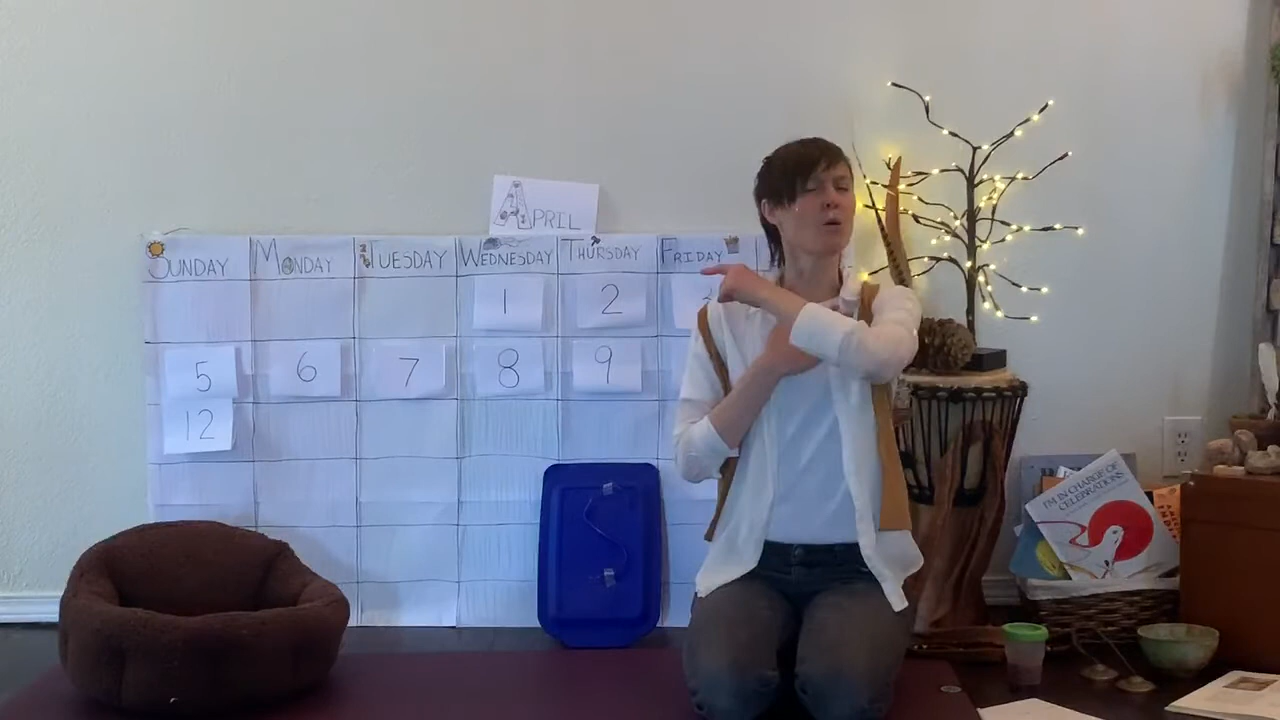 APRIL
SUNDAY MONDAY TUESDAY WEDNESDAY THURSDAY FRIDAY
1 2
5 6 7 8 9
12
I'M IN CHARGE OF
CELEBRATIONS